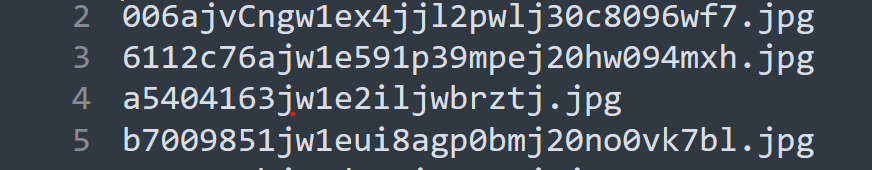 2 006ajvCngw1ex4jjl2pwlj30c8096wf7.jpg
3 6112c76ajw1e591p39mpej20hw094mxh.jpg
4 a5404163jw1e2iljwbrztj.jpg
5 b7009851jw1eui8agp0bmj20no0vk7bl.jpg